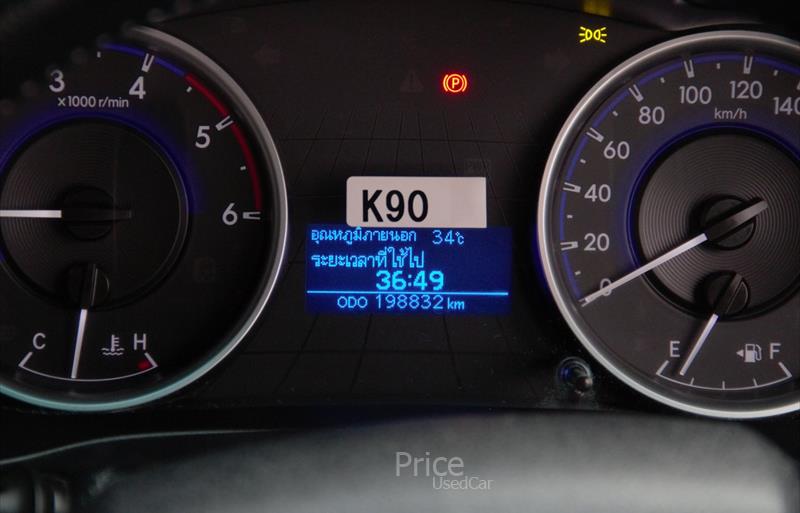 3
4
5
6
x1000 r/min
C
H
P
K90
อุณหภูมิภายนอก 34°c
ระยะเวลาที่ใช้ไป
36:49
ODO 198832 km
0
20
40
60
80
100
120
140
km/h
E
F
Price
UsedCar